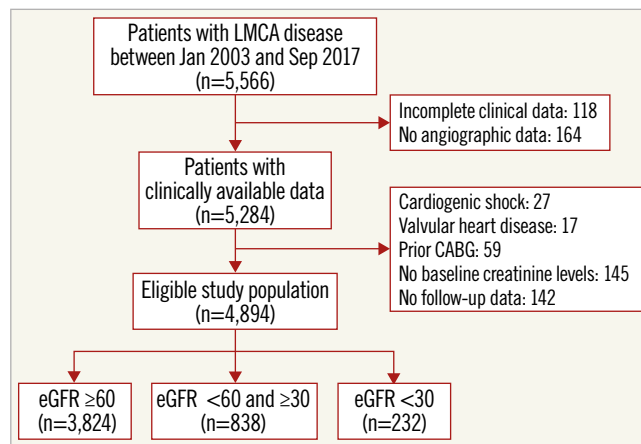 Patients with LMCA disease
between Jan 2003 and Sep 2017
(n=5,566)
Incomplete clinical data: 118
No angiographic data: 164
Patients with
clinically available data
(n=5,284)
Cardiogenic shock: 27
Valvular heart disease: 17
Prior CABG: 59
No baseline creatinine levels: 145
No follow-up data: 142
Eligible study population
(n=4,894)
eGFR ≥60
(n=3,824)
eGFR <60 and ≥30
(n=838)
eGFR <30
(n=232)